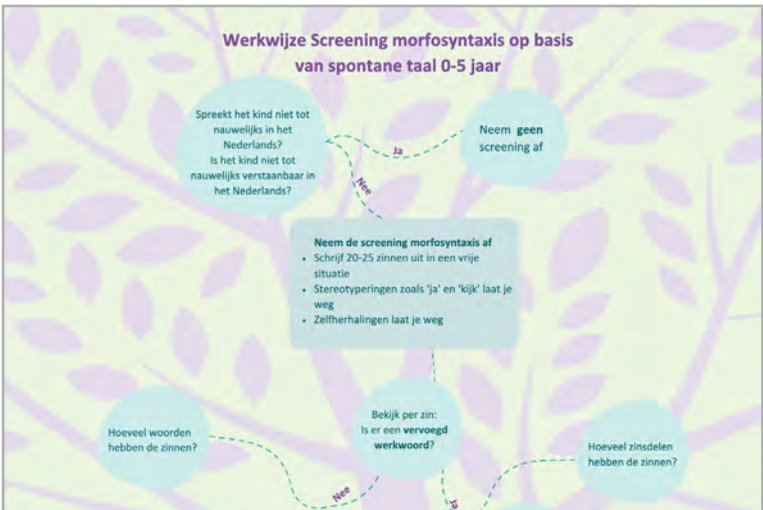 Werkwijze Screening morfosyntaxis op basis
van spontane taal 0-5 jaar
Spreekt het kind niet tot
nauwelijks in het
Nederlands?
Is het kind niet tot
nauwelijks verstaanbaar in
het Nederlands?
Ja
Neem geen
screening af
Nee
Neem de screening morfosyntaxis af
• Schrijf 20-25 zinnen uit in een vrije
situatie
• Stereotyperingen zoals 'ja' en 'kijk' laat je
weg
• Zelfherhalingen laat je weg
Bekijk per zin:
Is er een vervoegd
werkwoord?
Hoeveel woorden
hebben de zinnen?
Nee
Ja
Hoeveel zinsdelen
hebben de zinnen?